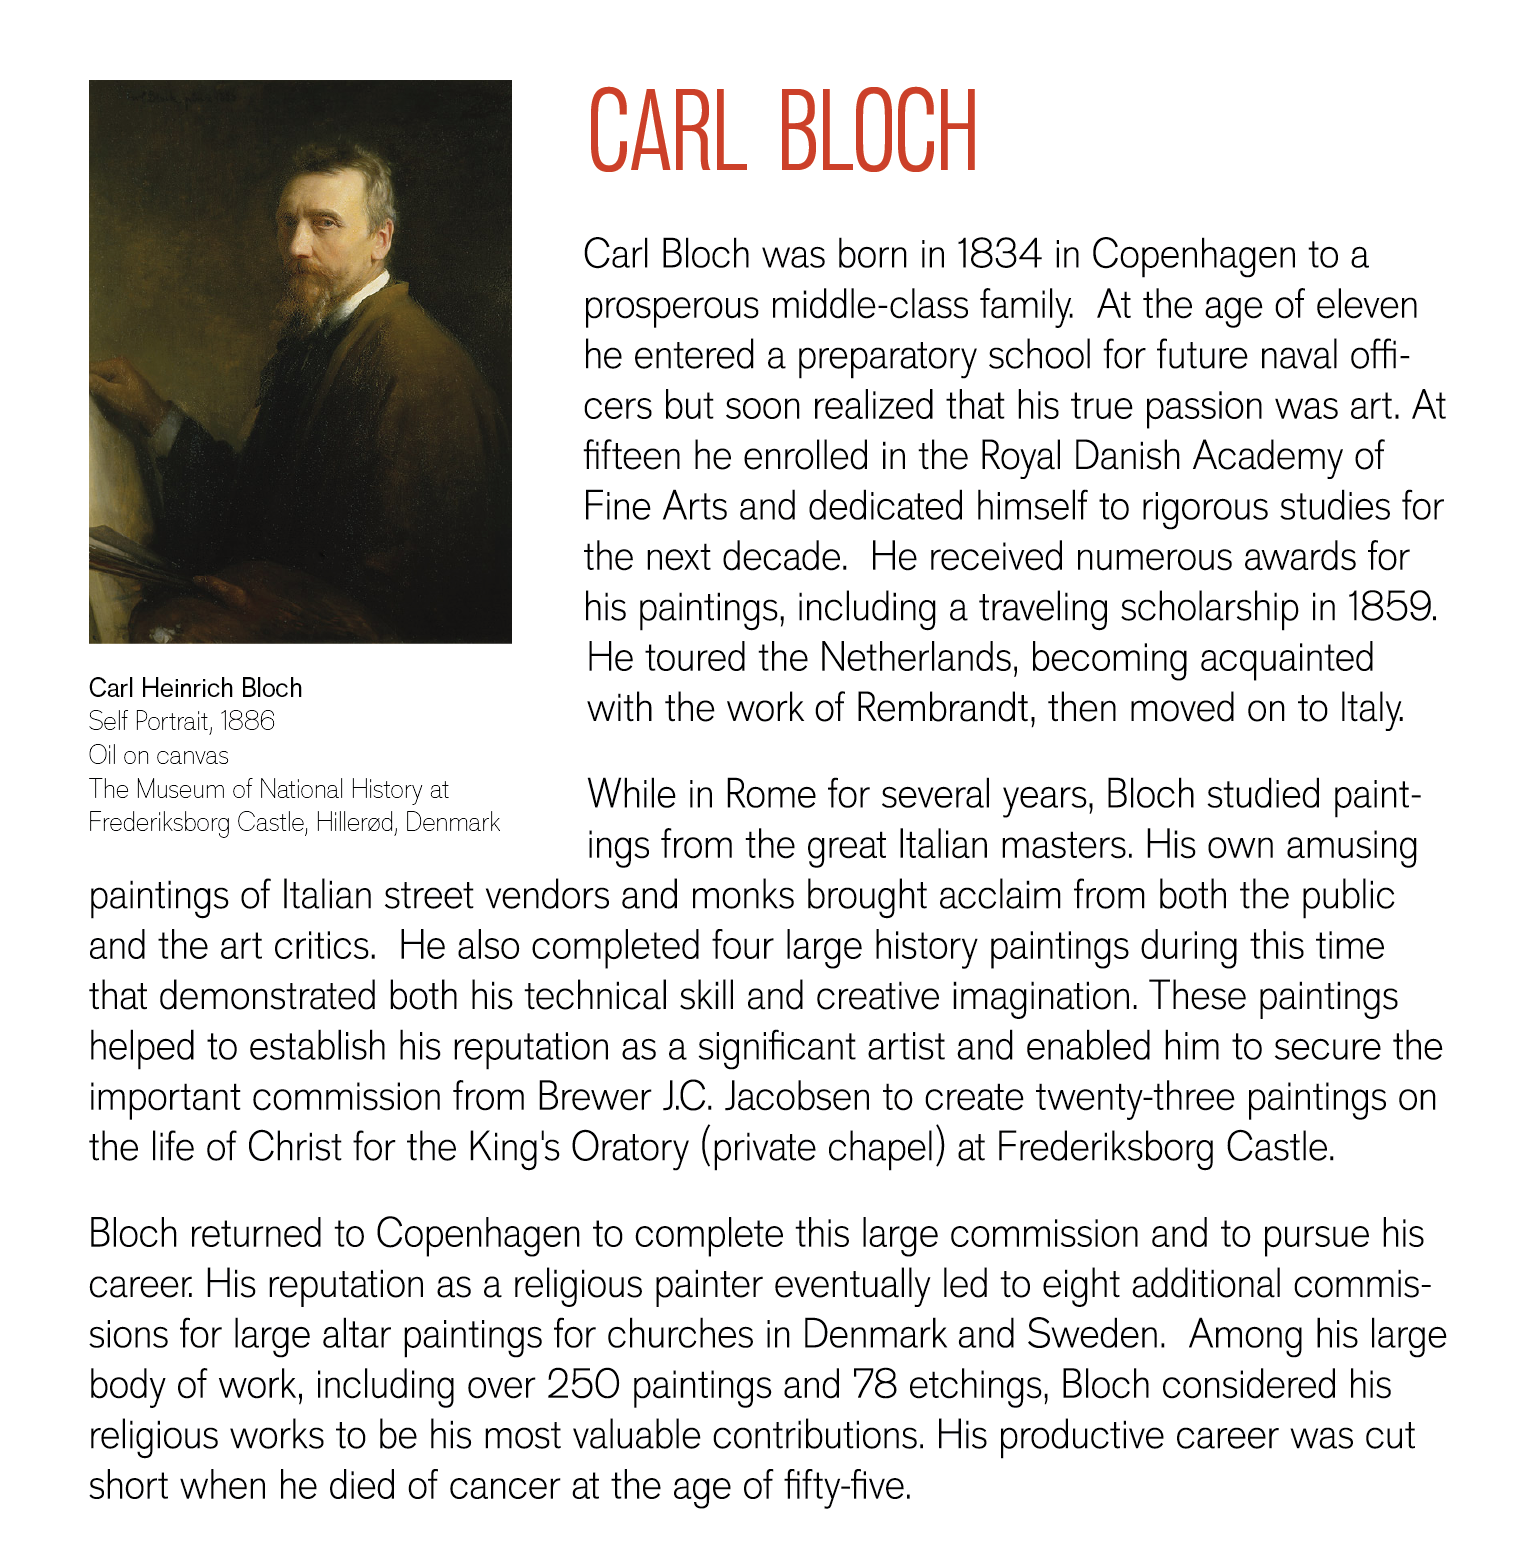 CARL BLOCH
Carl Bloch was born in 1834 in Copenhagen to a
prosperous middle-class family.  At the age of eleven
he entered a preparatory school for future naval offi-
cers but soon realized that his true passion was art. At
fifteen he enrolled in the Royal Danish Academy of
Fine Arts and dedicated himself to rigorous studies for
the next decade.  He received numerous awards for
his paintings, including a traveling scholarship in 1859.
He toured the Netherlands, becoming acquainted
with the work of Rembrandt, then moved on to Italy.
Carl Heinrich Bloch
Self Portrait, 1886
Oil on canvas
The Museum of National History at
Frederiksborg Castle, Hillerød, Denmark
While in Rome for several years, Bloch studied paint-
ings from the great Italian masters. His own amusing
paintings of Italian street vendors and monks brought acclaim from both the public
and the art critics.  He also completed four large history paintings during this time
that demonstrated both his technical skill and creative imagination. These paintings
helped to establish his reputation as a significant artist and enabled him to secure the
important commission from Brewer J.C. Jacobsen to create twenty-three paintings on
the life of Christ for the King's Oratory (private chapel) at Frederiksborg Castle.
Bloch returned to Copenhagen to complete this large commission and to pursue his
career. His reputation as a religious painter eventually led to eight additional commis-
sions for large altar paintings for churches in Denmark and Sweden.  Among his large
body of work, including over 250 paintings and 78 etchings, Bloch considered his
religious works to be his most valuable contributions. His productive career was cut
short when he died of cancer at the age of fifty-five.